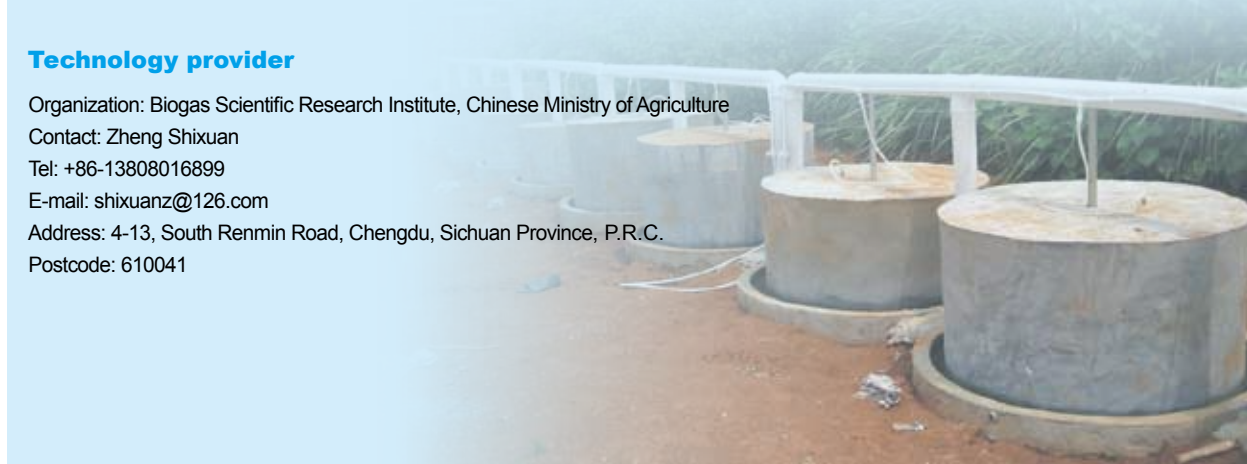 Technology provider
Organization: Biogas Scientific Research Institute, Chinese Ministry of Agriculture
Contact: Zheng Shixuan
Tel: +86-13808016899
E-mail: shixuanz@126.com
Address: 4-13, South Renmin Road, Chengdu, Sichuan Province, P.R.C.
Postcode: 610041